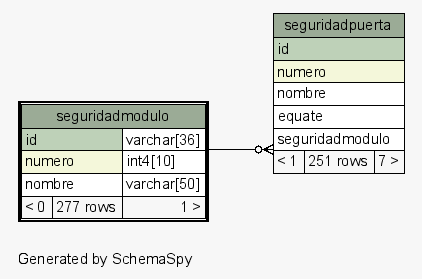 seguridadpuerta
id
numero
nombre
equate
seguridadmodulo
< 1 251 rows 7 >
seguridadmodulo
id varchar[36]
numero int4[10]
nombre varchar[50]
< 0 277 rows 1 >
Generated by SchemaSpy